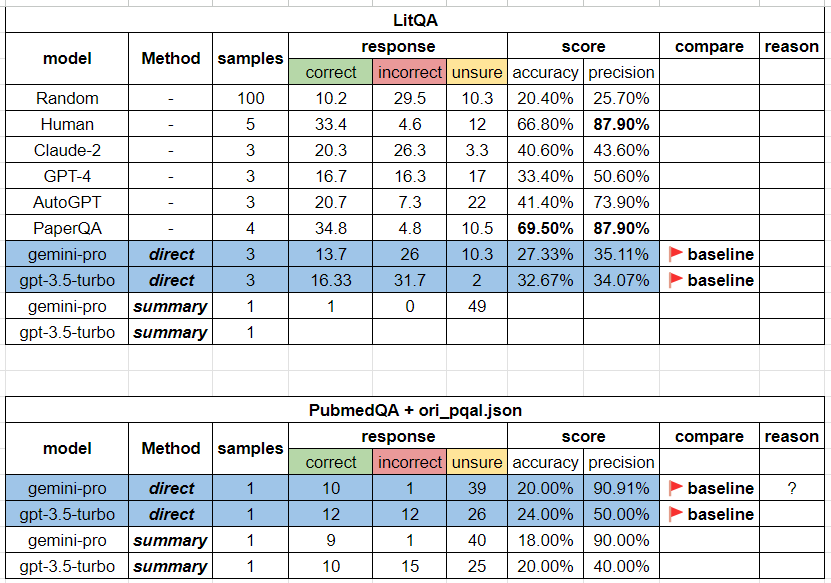 LitQA
model Method samples response score compare reason
correct incorrect unsure accuracy precision
Random - 100 10.2 29.5 10.3 20.40% 25.70%
Human - 5 33.4 4.6 12 66.80% 87.90%
Claude-2 - 3 20.3 26.3 3.3 40.60% 43.60%
GPT-4 - 3 16.7 16.3 17 33.40% 50.60%
AutoGPT - 3 20.7 7.3 22 41.40% 73.90%
PaperQA - 4 34.8 4.8 10.5 69.50% 87.90%
gemini-pro direct 3 13.7 26 10.3 27.33% 35.11% 🚩 baseline
gpt-3.5-turbo direct 3 16.33 31.7 2 32.67% 34.07% 🚩 baseline
gemini-pro summary 1 1 0 49
gpt-3.5-turbo summary 1
PubmedQA + ori_pqal.json
model Method samples response score compare reason
correct incorrect unsure accuracy precision
gemini-pro direct 1 10 1 39 20.00% 90.91% 🚩 baseline ?
gpt-3.5-turbo direct 1 12 12 26 24.00% 50.00% 🚩 baseline
gemini-pro summary 1 9 1 40 18.00% 90.00%
gpt-3.5-turbo summary 1 10 15 25 20.00% 40.00%